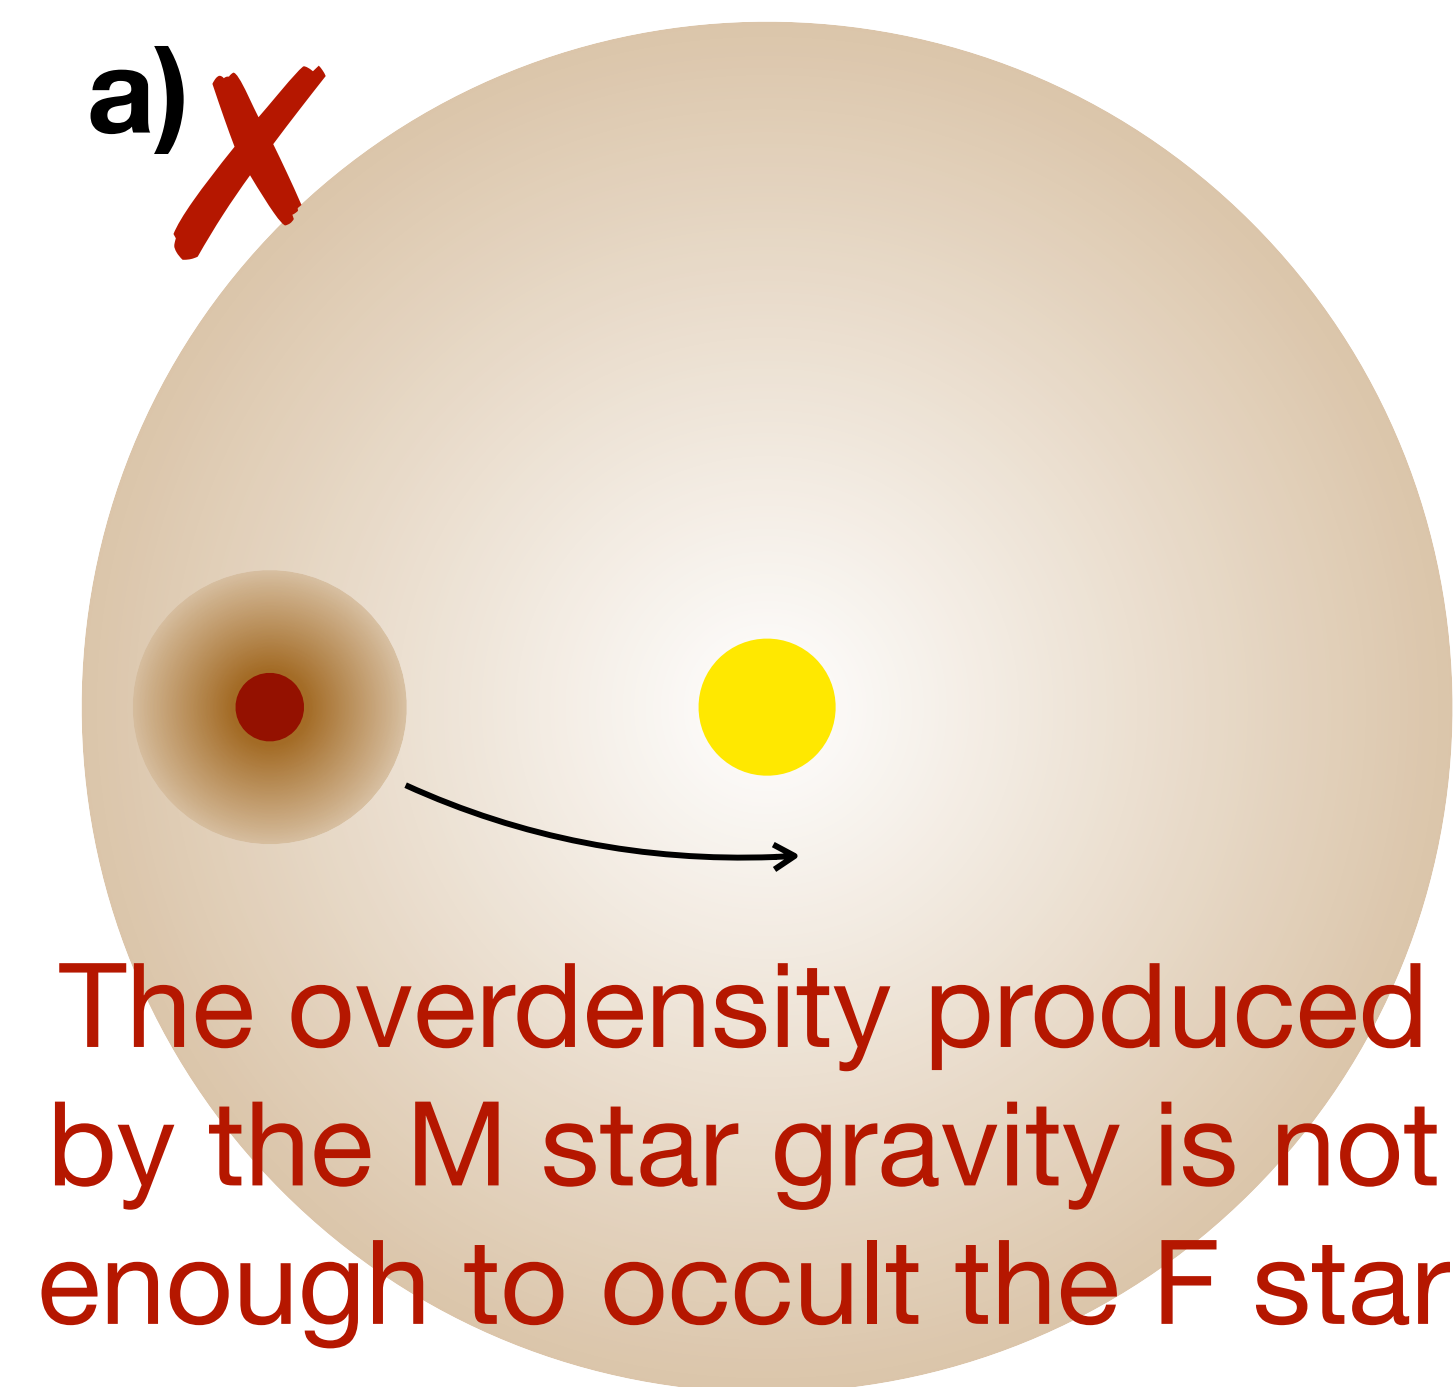 a)
The overdensity produced
by the M star gravity is not
enough to occult the F star